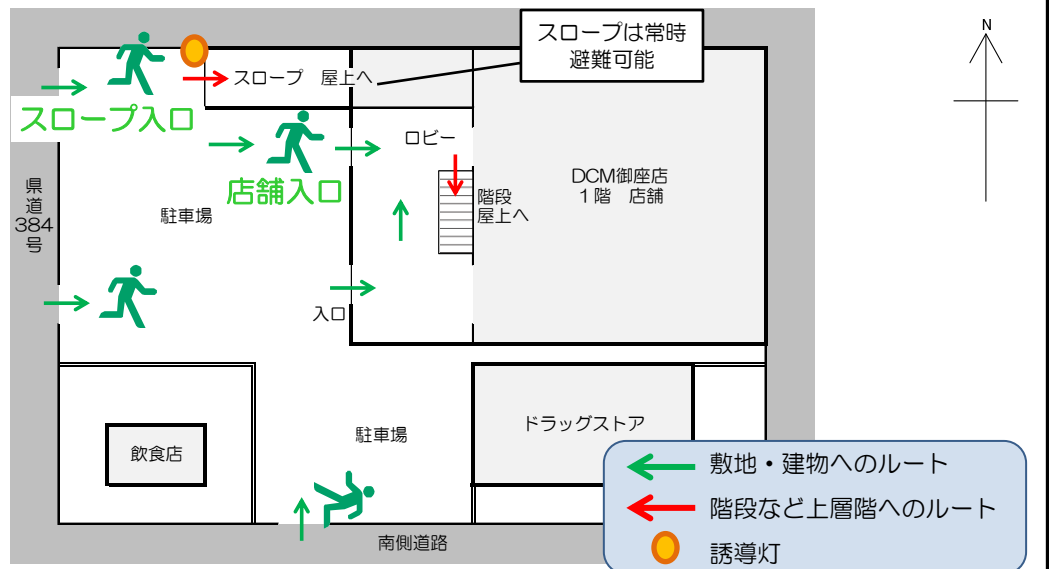 スロープは常時
避難可能
N
スロープ 屋上へ
スロープ入口
ロビー
店舗入口
階段
屋上へ
DCM御座店
1階 店舗
県道
384
号
駐車場
入口
飲食店
駐車場
ドラッグストア
南側道路
敷地・建物へのルート
階段など上層階へのルート
誘導灯